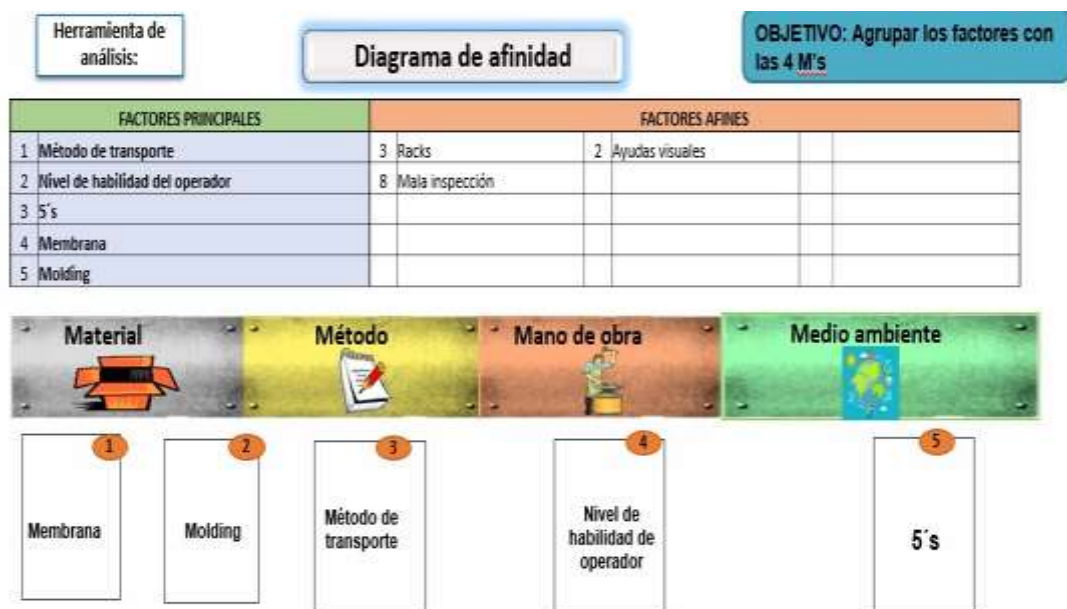 Herramienta de
análisis:
Diagrama de afinidad
OBJETIVO: Agrupar los factores con
las 4 M's
FACTORES PRINCIPALES
FACTORES AFINES
1 Método de transporte 3 Racks 2 Ayudas visuales
2 Nivel de habilidad del operador 8 Mala inspección
3 5´s
4 Membrana
5 Molding
Material
Método
Mano de obra
Medio ambiente
1
Membrana
2
Molding
3
Método de
transporte
4
Nivel de
habilidad de
operador
5
5´s